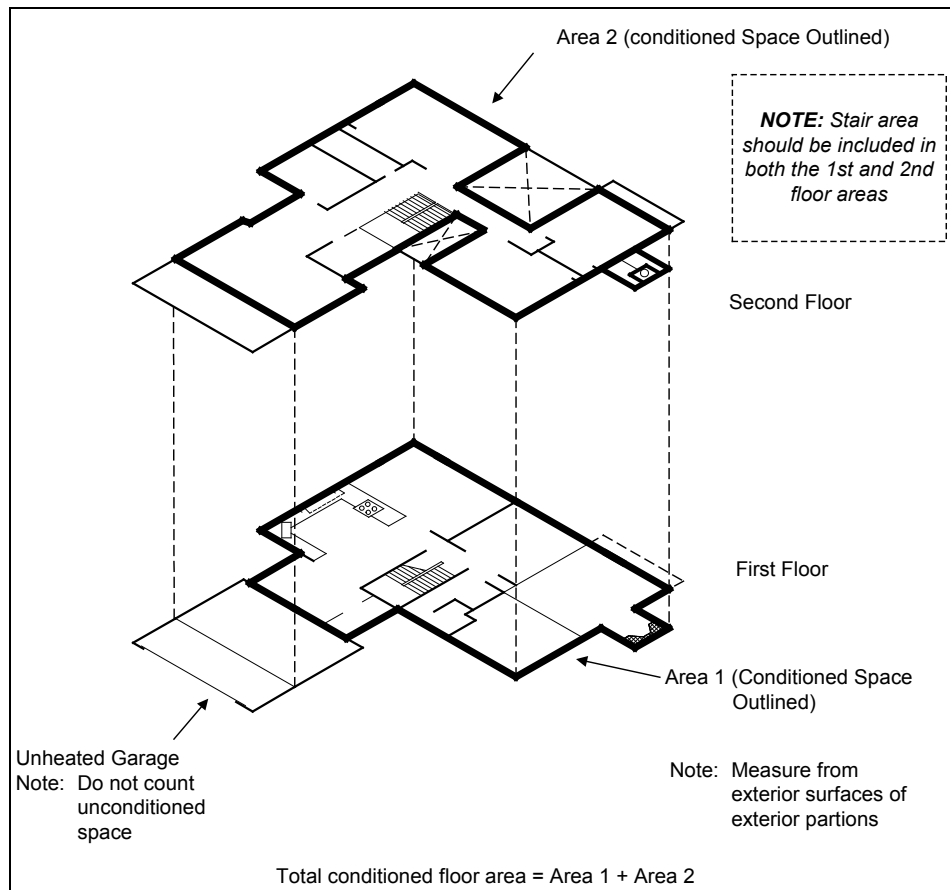 Area 2 (conditioned Space Outlined)
NOTE: Stair area
should be included in
both the 1st and 2nd
floor areas
Second Floor
First Floor
Area 1 (Conditioned Space
Outlined)
Unheated Garage
Note: Do not count
unconditioned
space
Note: Measure from
exterior surfaces of
exterior partions
Total conditioned floor area = Area 1 + Area 2